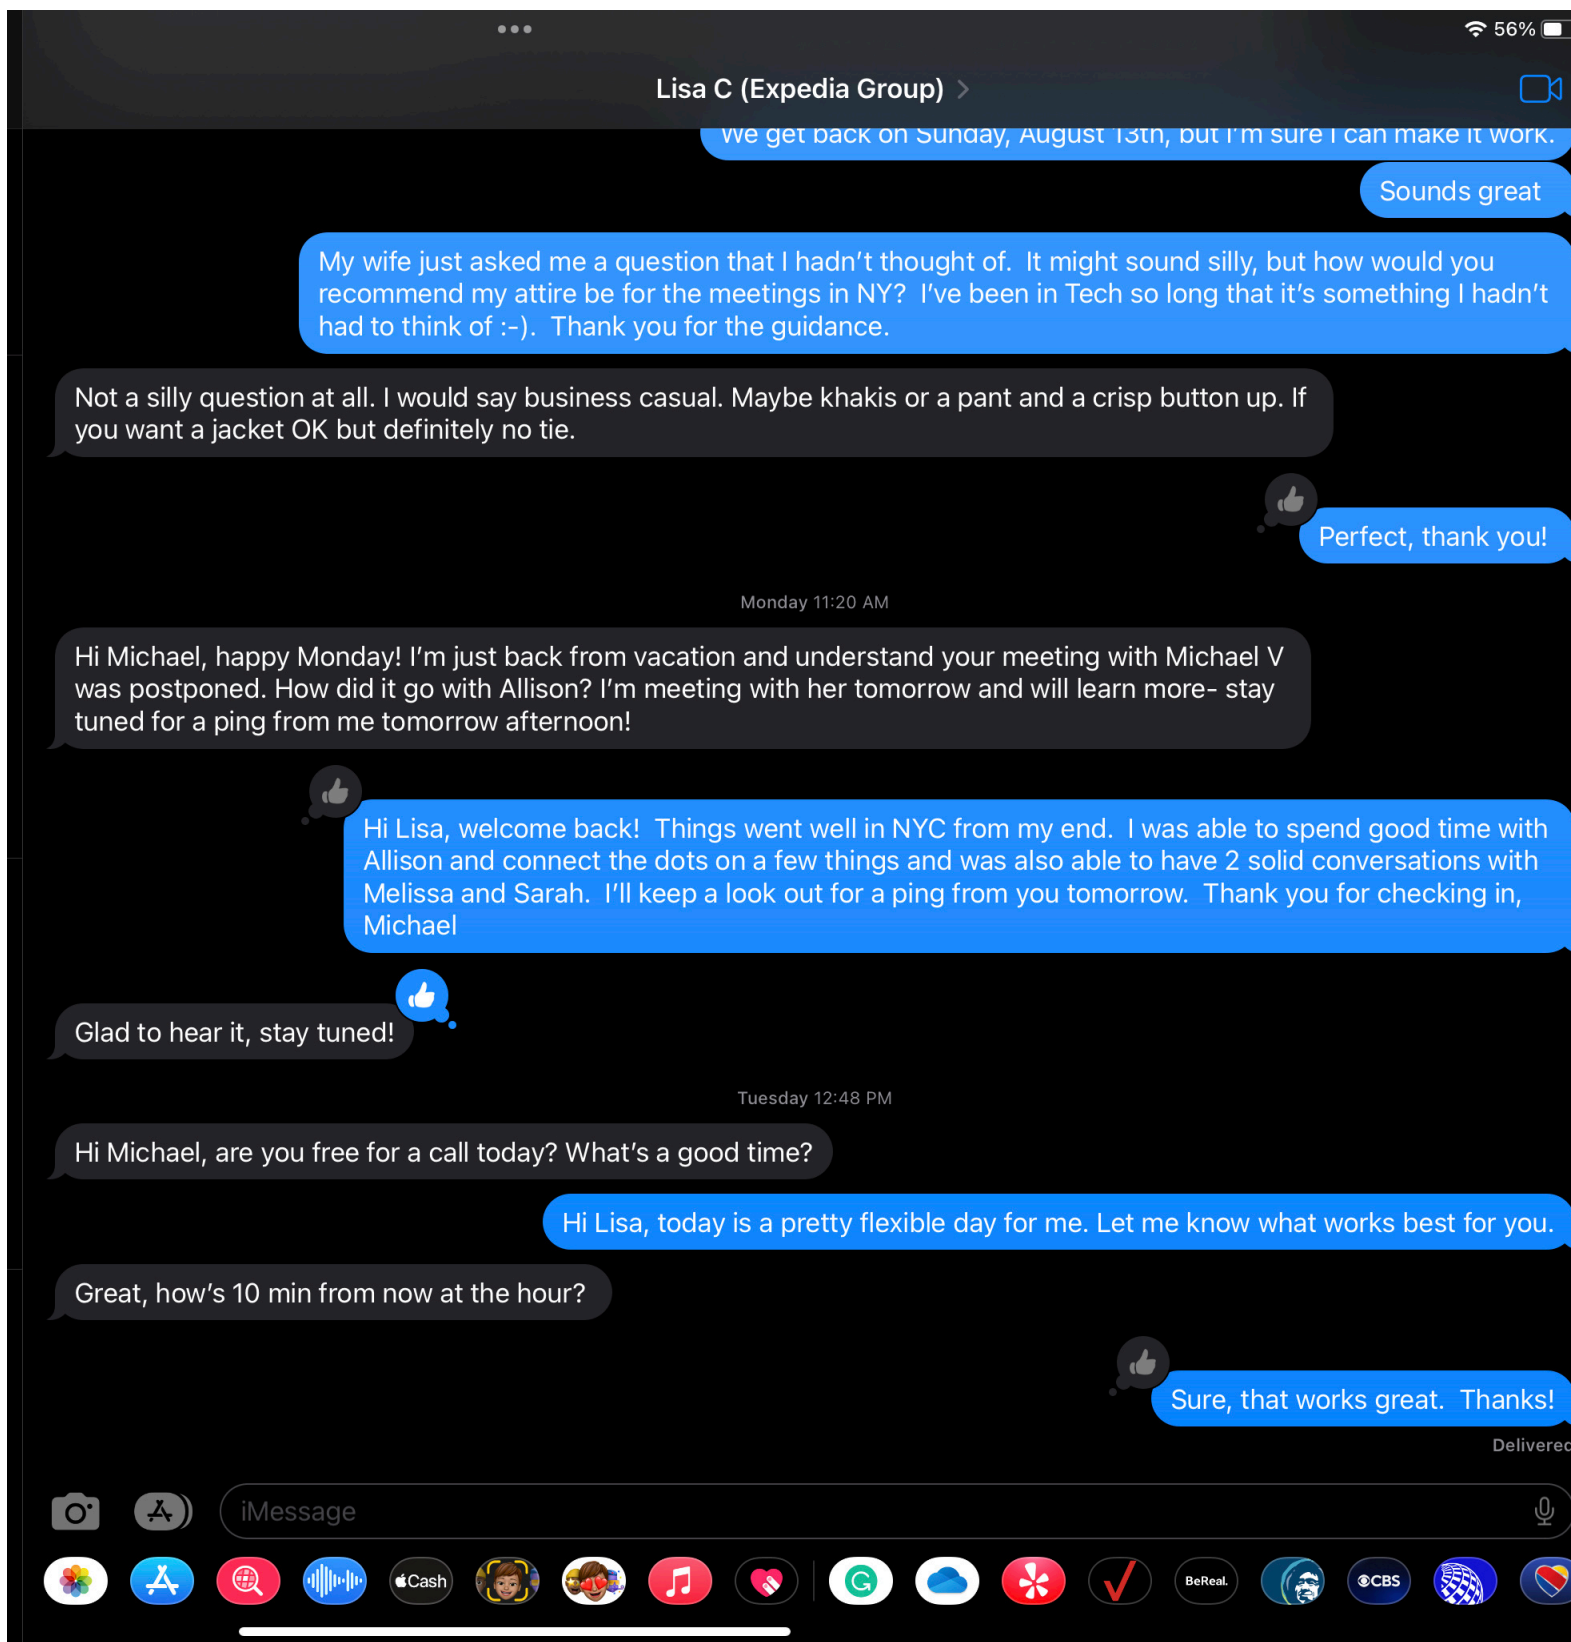 56%
Lisa C (Expedia Group)
We get back on Sunday, August 13th, but I'm sure I can make it work.
Sounds great
My wife just asked me a question that I hadn't thought of.  It might sound silly, but how would you
recommend my attire be for the meetings in NY?  I've been in Tech so long that it's something I hadn't
had to think of :-).  Thank you for the guidance.
Not a silly question at all. I would say business casual. Maybe khakis or a pant and a crisp button up. If
you want a jacket OK but definitely no tie.
Perfect, thank you!
Monday 11:20 AM
Hi Michael, happy Monday! I'm just back from vacation and understand your meeting with Michael V
was postponed. How did it go with Allison? I'm meeting with her tomorrow and will learn more- stay
tuned for a ping from me tomorrow afternoon!
Hi Lisa, welcome back!  Things went well in NYC from my end.  I was able to spend good time with
Allison and connect the dots on a few things and was also able to have 2 solid conversations with
Melissa and Sarah.  I'll keep a look out for a ping from you tomorrow.  Thank you for checking in,
Michael
Glad to hear it, stay tuned!
Tuesday 12:48 PM
Hi Michael, are you free for a call today? What's a good time?
Hi Lisa, today is a pretty flexible day for me. Let me know what works best for you.
Great, how's 10 min from now at the hour?
Sure, that works great.  Thanks!
Delivered
iMessage
Cash
BeReal.
CBS